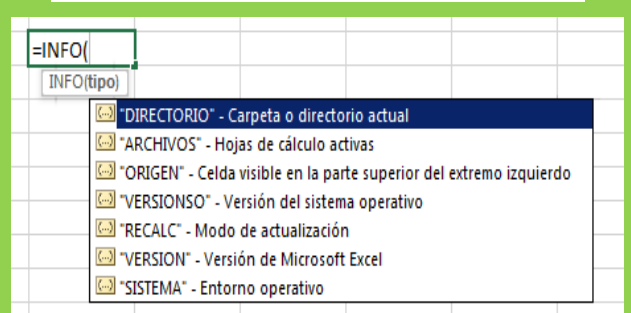 =INFO(
INFO(tipo)
"DIRECTORIO" - Carpeta o directorio actual
"ARCHIVOS" - Hojas de cálculo activas
"ORIGEN" - Celda visible en la parte superior del extremo izquierdo
"VERSIONSO" - Versión del sistema operativo
"RECALC" - Modo de actualización
"VERSION" - Versión de Microsoft Excel
"SISTEMA" - Entorno operativo